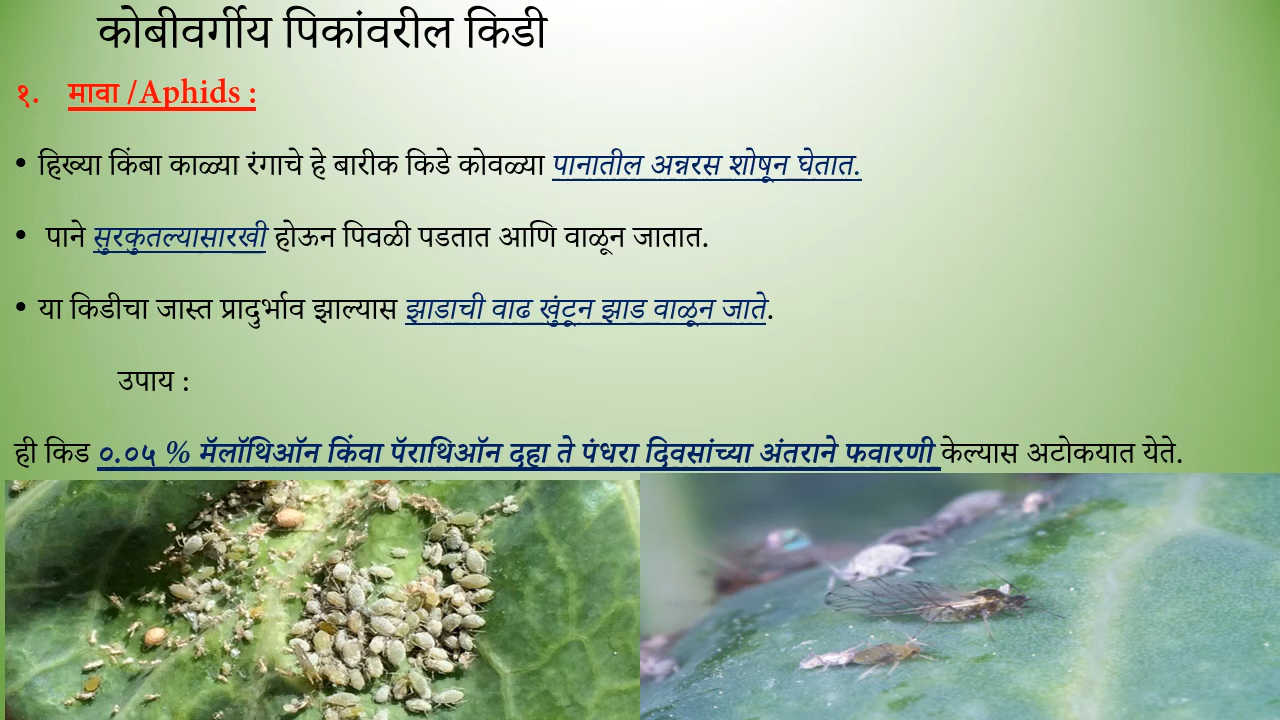 कोबीवर्गीय पिकांवरील किडी
१. मावा /Aphids :
• हिख्या किंबा काळ्या रंगाचे हे बारीक किडे कोवळ्या पानातील अन्नरस शोषून घेतात.
• पाने सुरकुतल्यासारखी होऊन पिवळी पडतात आणि वाळून जातात.
• या किडीचा जास्त प्रादुर्भाव झाल्यास झाडाची वाढ खुंटून झाड वाळून जाते.
उपाय :
ही किड ०.०५ % मॅलॉथिऑन किंवा पॅराथिऑन दहा ते पंधरा दिवसांच्या अंतराने फवारणी केल्यास अटोकयात येते.